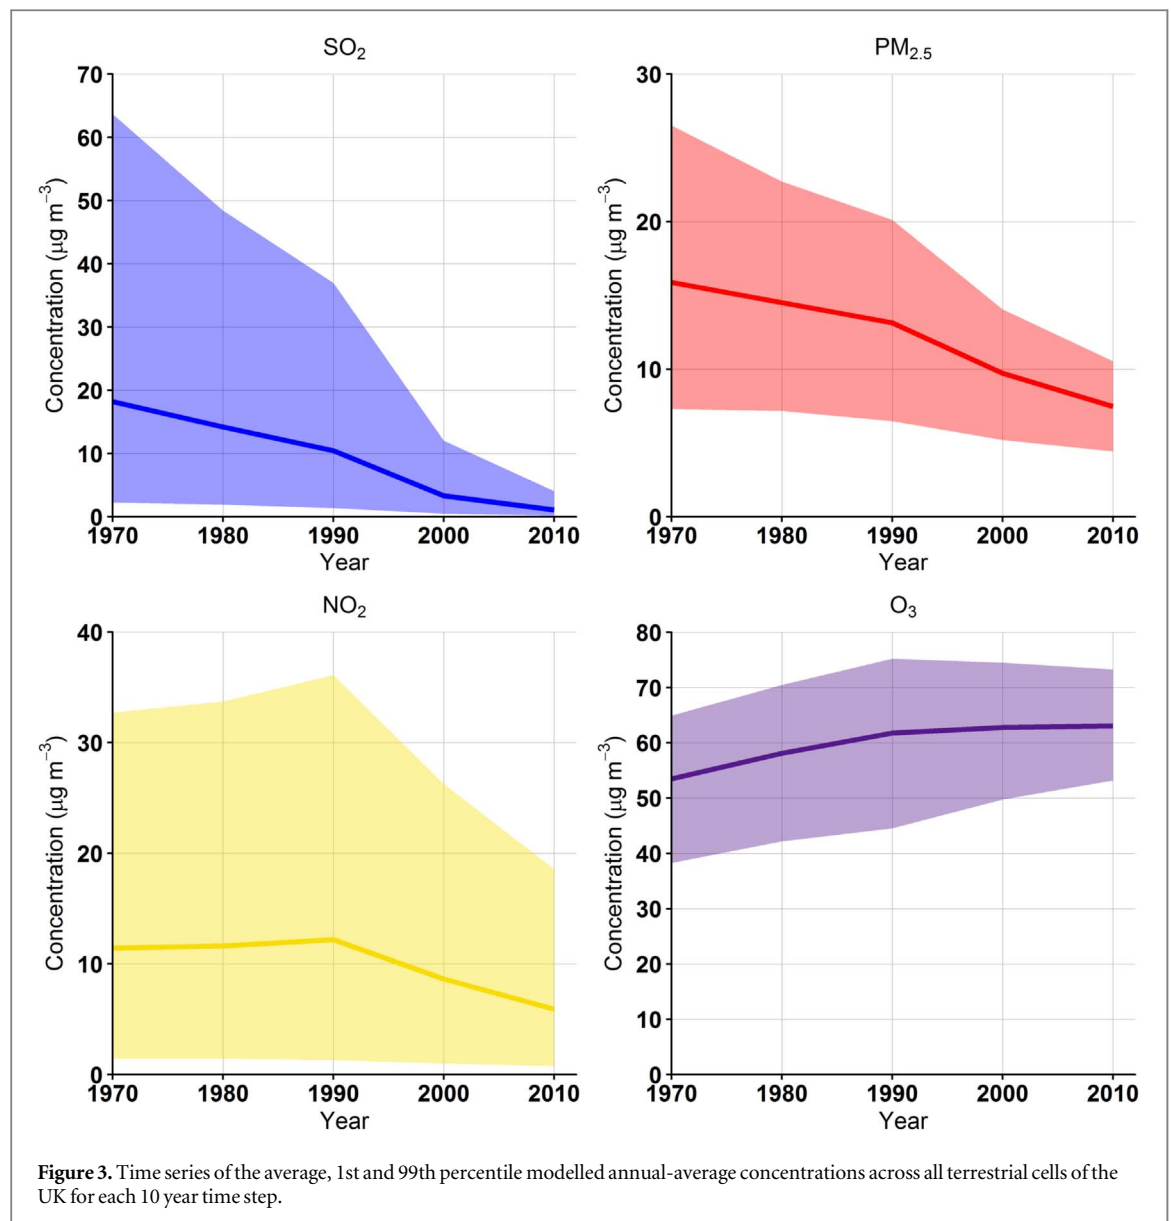 SO₂
70
60
50
40
30
20
10
0
Concentration (μg m⁻³)
1970 1980 1990 2000 2010
Year
PM₂.₅
30
20
10
0
Concentration (μg m⁻³)
1970 1980 1990 2000 2010
Year
NO₂
40
30
20
10
0
Concentration (μg m⁻³)
1970 1980 1990 2000 2010
Year
O₃
80
70
60
50
40
30
20
10
0
Concentration (μg m⁻³)
1970 1980 1990 2000 2010
Year
Figure 3. Time series of the average, 1st and 99th percentile modelled annual-average concentrations across all terrestrial cells of the
UK for each 10 year time step.